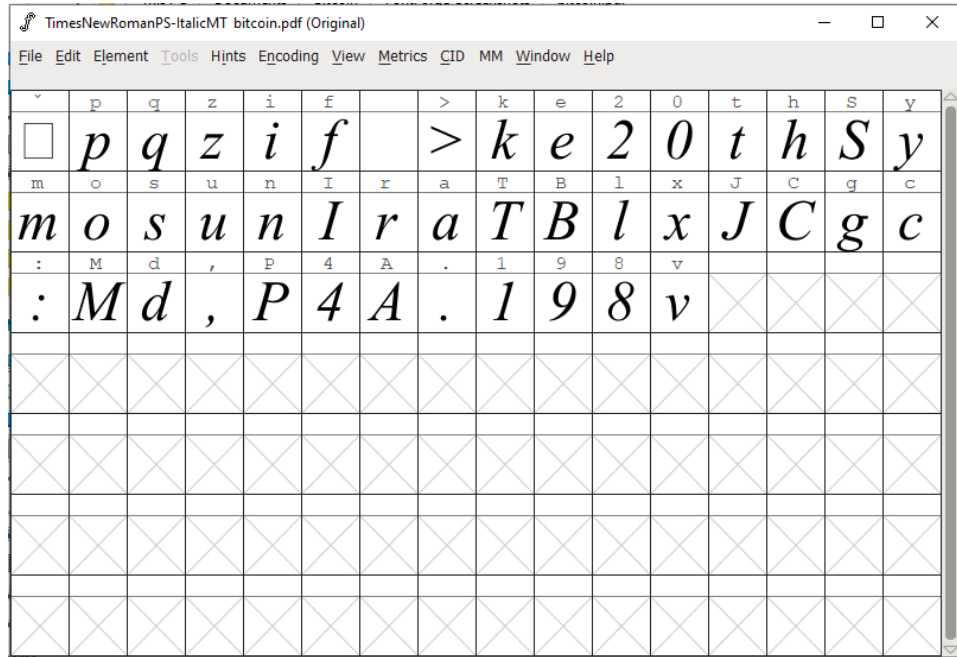 TimesNewRomanPS-ItalicMT bitcoin.pdf (Original)
File Edit Element Tools Hints Encoding View Metrics CID MM Window Help
ˇ p q z i f > k e 2 0 t h S y
p q z i f > k e 2 0 t h S y
m o s u n I r a T B l x J C g c
m o s u n I r a T B l x J C g c
: M d , P 4 A . 1 9 8 v
: M d , P 4 A . 1 9 8 v